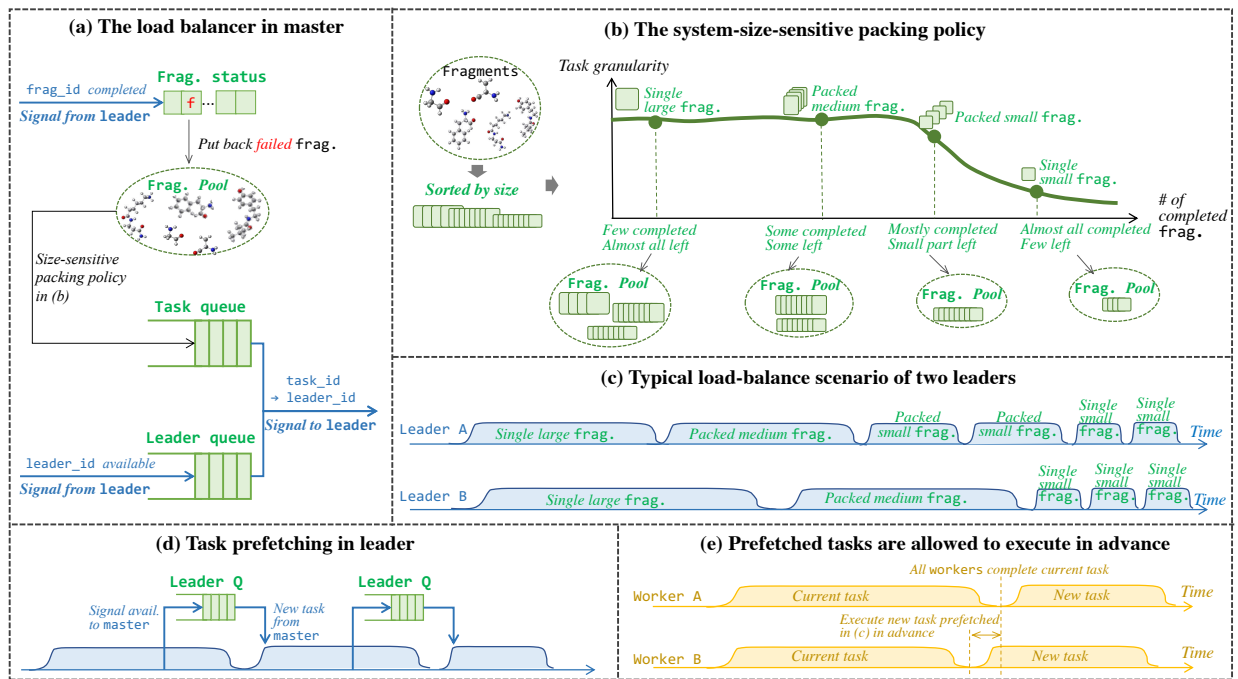 (a) The load balancer in master
frag_id completed
Signal from leader
Frag. status
f
...
Put back failed frag.
Frag. Pool
Size-sensitive
packing policy
in (b)
Task queue
task_id
→ leader_id
Signal to leader
Leader queue
leader_id available
Signal from leader
(b) The system-size-sensitive packing policy
Fragments
Sorted by size
Task granularity
Single
large frag.
Packed
medium frag.
Packed small frag.
Single
small frag.
# of
completed
frag.
Few completed
Almost all left
Some completed
Some left
Mostly completed
Small part left
Almost all completed
Few left
Frag. Pool
Frag. Pool
Frag. Pool
Frag. Pool
(c) Typical load-balance scenario of two leaders
Leader A
Single large frag.
Packed medium frag.
Packed
small frag.
Packed
small frag.
Single
small
frag.
Single
small
frag.
Time
Leader B
Single large frag.
Packed medium frag.
Single
small
frag.
Single
small
frag.
Single
small
frag.
Time
(d) Task prefetching in leader
Leader Q
Leader Q
Signal avail.
to master
New task
from
master
(e) Prefetched tasks are allowed to execute in advance
All workers complete current task
Worker A
Current task
New task
Time
Execute new task prefetched
in (c) in advance
Worker B
Current task
New task
Time